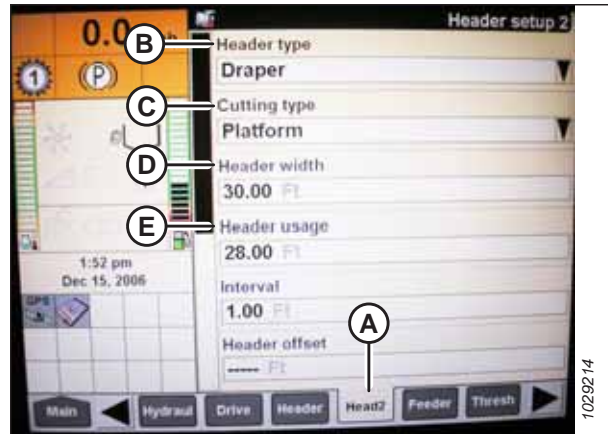 0.0
Header setup 2
B
Header type
Draper
1
P
C
Cutting type
Platform
D
Header width
30.00 Ft
E
Header usage
28.00 Ft
1:52 pm
Dec 15, 2006
Interval
1.00 Ft
GPS
A
Header offset
----- Ft
Main
Hydraul
Drive
Header
Head2
Feeder
Thresh
1029214